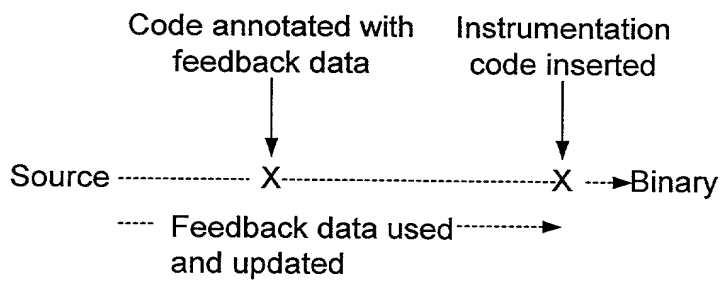 Code annotated with
feedback data
Instrumentation
code inserted
Source X X Binary
Feedback data used
and updated